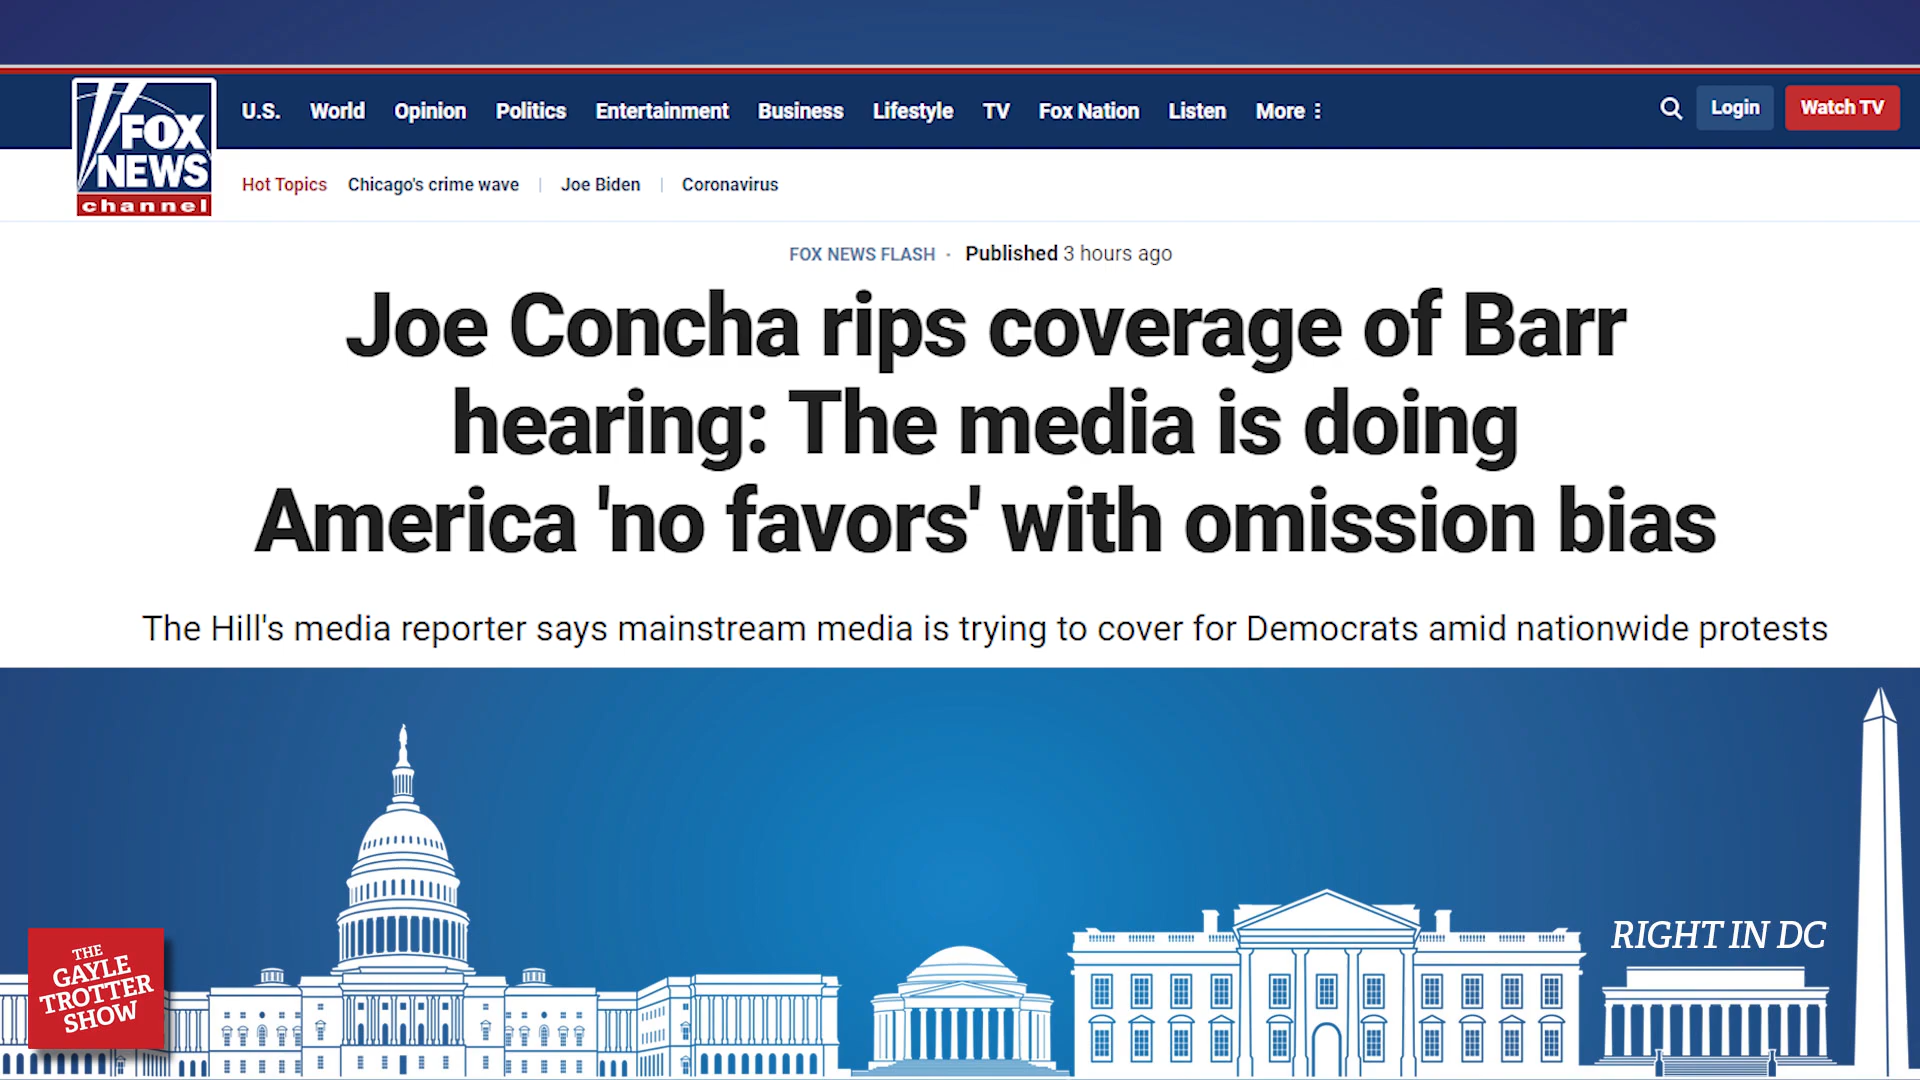 FOX
NEWS
channel
U.S. World Opinion Politics Entertainment Business Lifestyle TV Fox Nation Listen More
Login
Watch TV
Hot Topics Chicago's crime wave | Joe Biden | Coronavirus
FOX NEWS FLASH · Published 3 hours ago
Joe Concha rips coverage of Barr
hearing: The media is doing
America 'no favors' with omission bias
The Hill's media reporter says mainstream media is trying to cover for Democrats amid nationwide protests
RIGHT IN DC
THE
GAYLE
TROTTER
SHOW